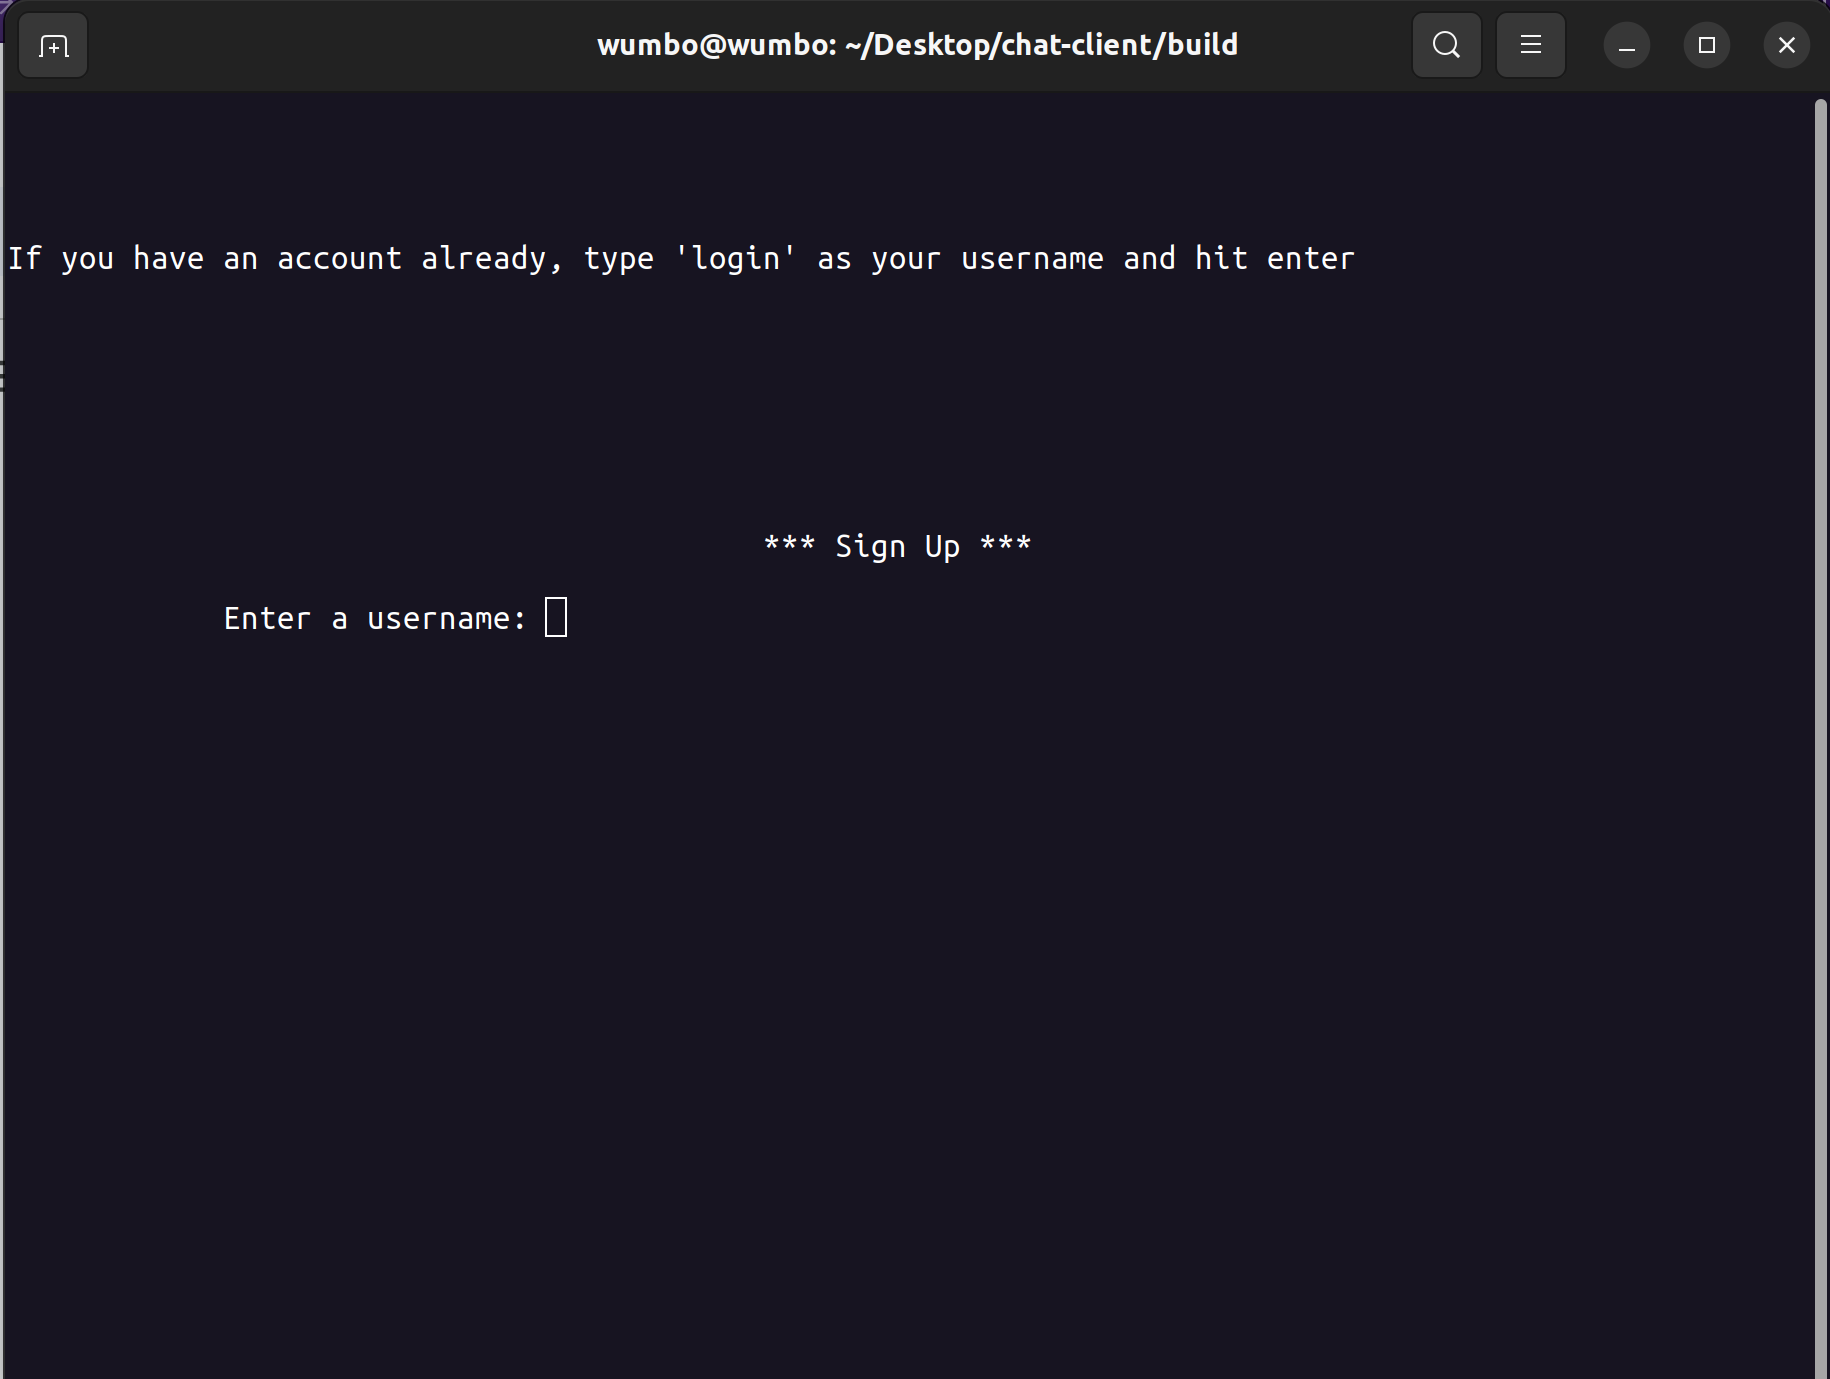 wumbo@wumbo: ~/Desktop/chat-client/build
If you have an account already, type 'login' as your username and hit enter
*** Sign Up ***
Enter a username: